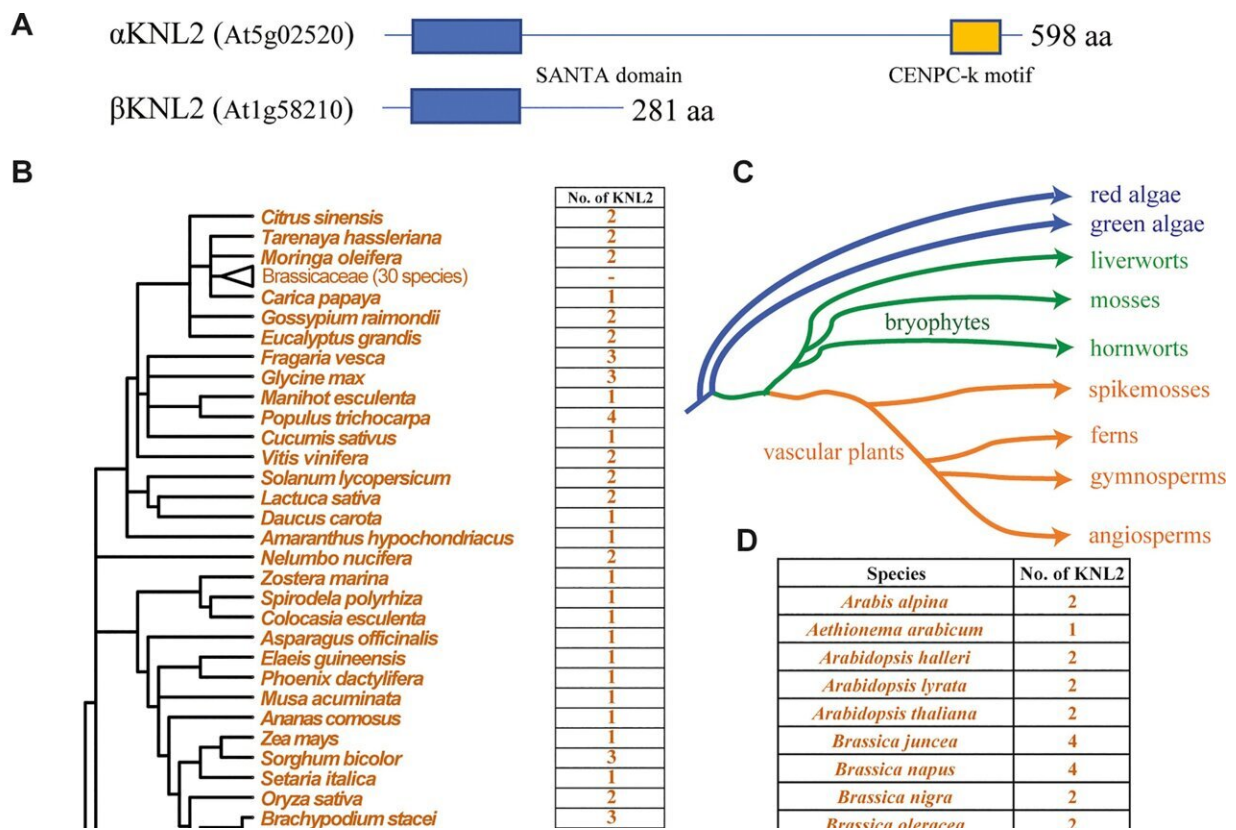 A
αKNL2 (At5g02520)
598 aa
SANTA domain
CENPC-k motif
βKNL2 (At1g58210)
281 aa
B
No. of KNL2
Citrus sinensis 2
Tarenaya hassleriana 2
Moringa oleifera 2
Brassicaceae (30 species) -
Carica papaya 1
Gossypium raimondii 2
Eucalyptus grandis 2
Fragaria vesca 3
Glycine max 3
Manihot esculenta 1
Populus trichocarpa 4
Cucumis sativus 1
Vitis vinifera 2
Solanum lycopersicum 2
Lactuca sativa 2
Daucus carota 1
Amaranthus hypochondriacus 1
Nelumbo nucifera 2
Zostera marina 1
Spirodela polyrhiza 1
Colocasia esculenta 1
Asparagus officinalis 1
Elaeis guineensis 1
Phoenix dactylifera 1
Musa acuminata 1
Ananas comosus 1
Zea mays 1
Sorghum bicolor 3
Setaria italica 1
Oryza sativa 2
Brachypodium stacei 3
C
red algae
green algae
liverworts
mosses
bryophytes
hornworts
spikemosses
ferns
vascular plants
gymnosperms
angiosperms
D
Species No. of KNL2
Arabis alpina 2
Aethionema arabicum 1
Arabidopsis halleri 2
Arabidopsis lyrata 2
Arabidopsis thaliana 2
Brassica juncea 4
Brassica napus 4
Brassica nigra 2
Brassica oleracea 2